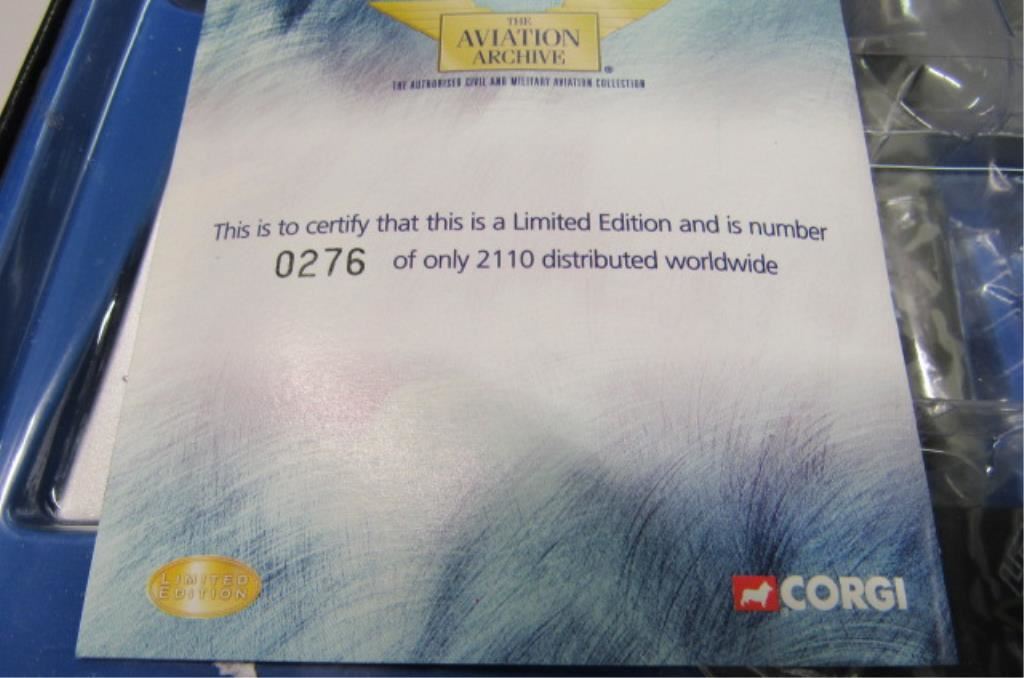 THE
AVIATION
ARCHIVE
®
THE AUTHORISED CIVIL AND MILITARY AVIATION COLLECTION
This is to certify that this is a Limited Edition and is number
0276 of only 2110 distributed worldwide
LIMITED
EDITION
CORGI